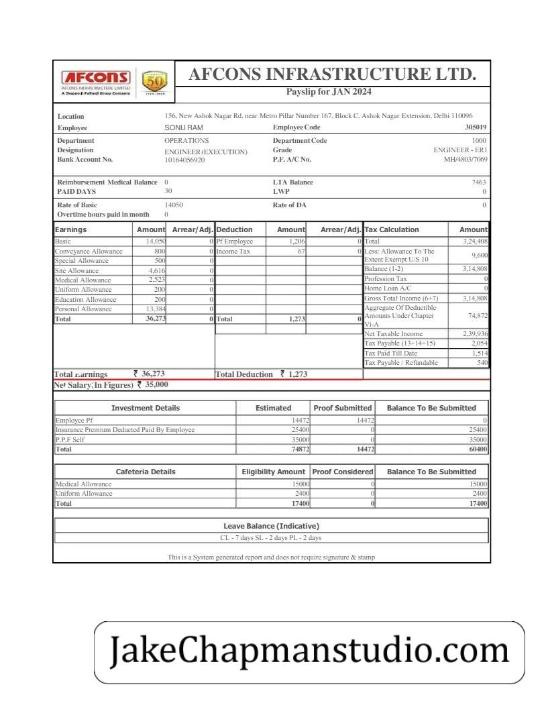 AFCONS
AFCONS INFRASTRUCTURE LIMITED
A Shapoorji Pallonji Group Company
50
AFCONS INFRASTRUCTURE LTD.
Payslip for JAN 2024
Location 156, New Ashok Nagar Rd, near Metro Pillar Number 167, Block C, Ashok Nagar Extension, Delhi 110096
Employee SONU RAM Employee Code 305019
Department OPERATIONS Department Code 1000
Designation ENGINEER (EXECUTION) Grade ENGINEER - ER1
Bank Account No. 10164056920 P.F. A/C No. MH/4803/7069
Reimbursement Medical Balance 0 LTA Balance 7463
PAID DAYS 30 LWP 0
Rate of Basic 14050 Rate of DA 0
Overtime hours paid in month 0
Earnings Amount Arrear/Adj. Deduction Amount Arrear/Adj. Tax Calculation Amount
Basic 14,050 0 Pf Employee 1,206 0 Total 3,24,408
Conveyance Allowance 800 0 Income Tax 67 0 Less: Allowance To The
Extent Exempt U/S 10 9,600
Special Allowance 500 0
Site Allowance 4,616 0 Balance (1-2) 3,14,808
Medical Allowance 2,523 0 Profession Tax 0
Uniform Allowance 200 0 Home Loan A/C 0
Education Allowance 200 0 Gross Total Income (6+7) 3,14,808
Personal Allowance 13,384 0 Aggregate Of Deductible
Total 36,273 0 Total 1,273 0 Amounts Under Chapter 74,872
Vi-A
Net Taxable Income 2,39,936
Tax Payable (13+14+15) 2,054
Tax Paid Till Date 1,514
Tax Payable / Refundable 540
Total Earnings ₹ 36,273 Total Deduction ₹ 1,273
Net Salary,In Figures) ₹ 35,000
Investment Details Estimated Proof Submitted Balance To Be Submitted
Employee Pf 14472 14472 0
Insurance Premium Deducted Paid By Employee 25400 0 25400
P.P.F Self 35000 0 35000
Total 74872 14472 60400
Cafeteria Details Eligibility Amount Proof Considered Balance To Be Submitted
Medical Allowance 15000 0 15000
Uniform Allowance 2400 0 2400
Total 17400 0 17400
Leave Balance (Indicative)
CL - 7 days SL - 2 days PL - 2 days
This is a System generated report and does not require signature & stamp
JakeChapmanstudio.com